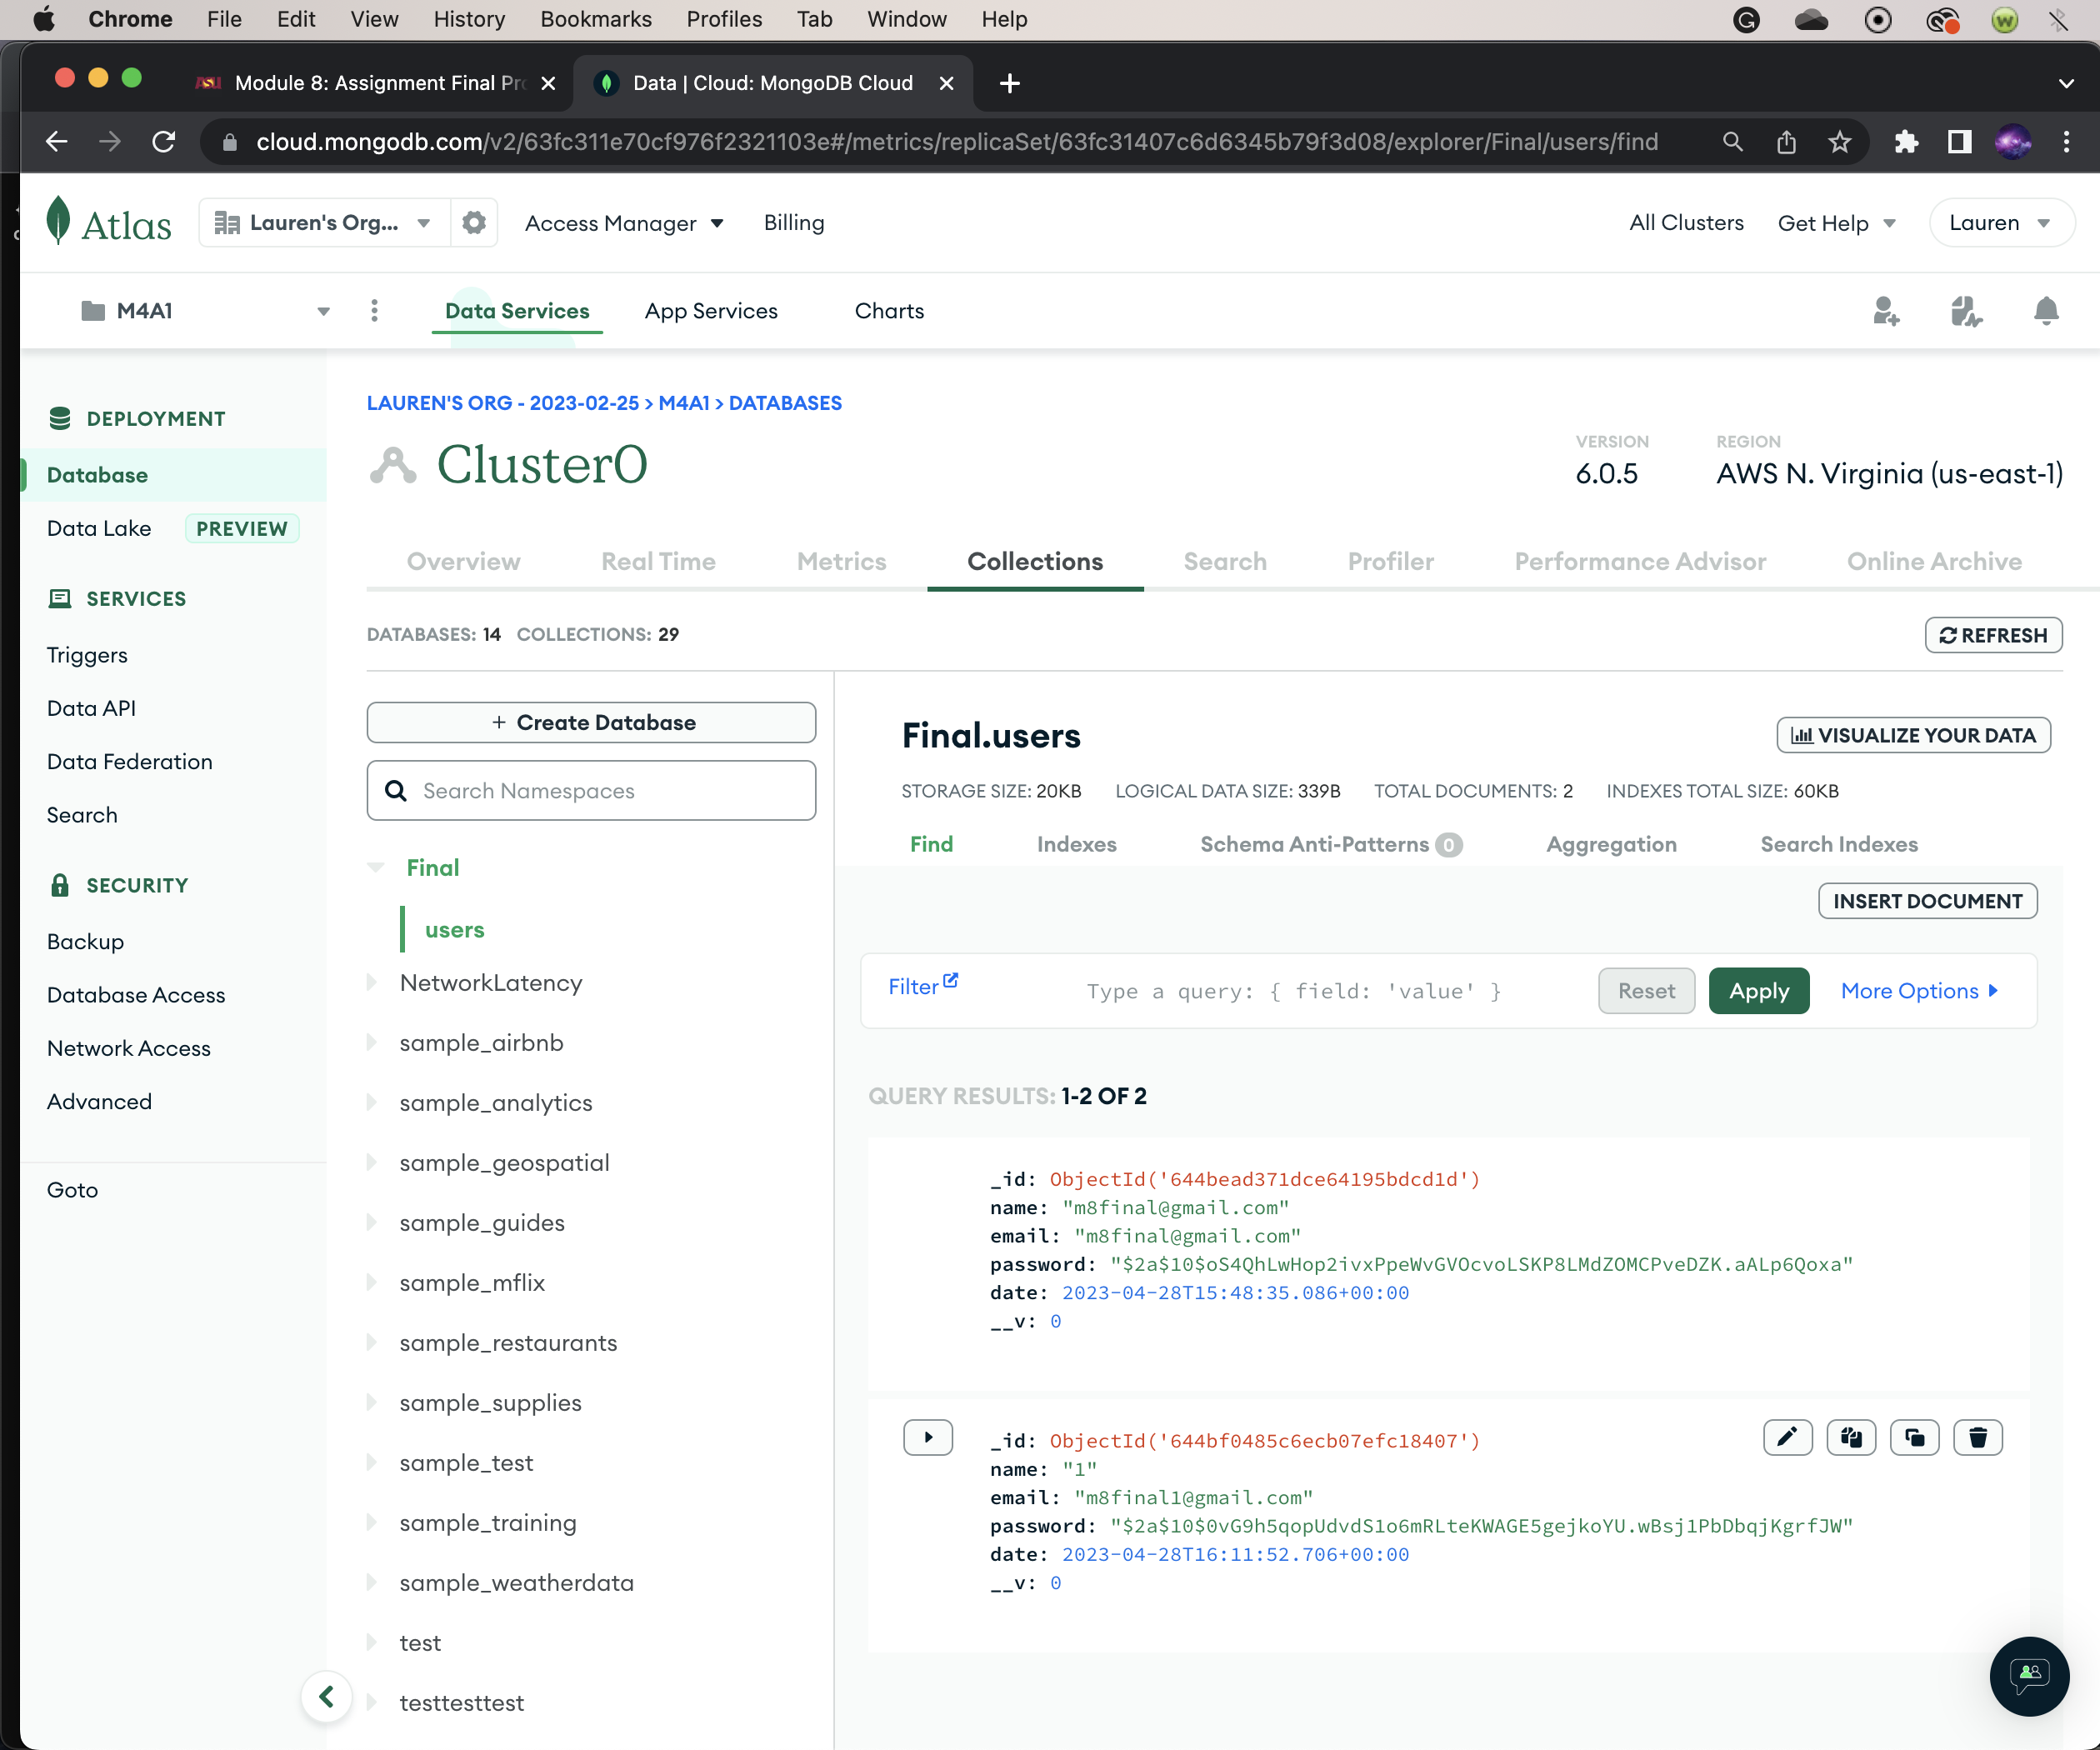 Chrome File Edit View History Bookmarks Profiles Tab Window Help
Module 8: Assignment Final Pro
Data | Cloud: MongoDB Cloud
cloud.mongodb.com/v2/63fc311e70cf976f2321103e#/metrics/replicaSet/63fc31407c6d6345b79f3d08/explorer/Final/users/find
Atlas Lauren's Org... Access Manager Billing All Clusters Get Help Lauren
M4A1 Data Services App Services Charts
DEPLOYMENT
Database
Data Lake PREVIEW
SERVICES
Triggers
Data API
Data Federation
Search
SECURITY
Backup
Database Access
Network Access
Advanced
Goto
LAUREN'S ORG - 2023-02-25 > M4A1 > DATABASES
Cluster0
VERSION
6.0.5
REGION
AWS N. Virginia (us-east-1)
Overview Real Time Metrics Collections Search Profiler Performance Advisor Online Archive
DATABASES: 14 COLLECTIONS: 29
REFRESH
+ Create Database
Search Namespaces
Final
users
NetworkLatency
sample_airbnb
sample_analytics
sample_geospatial
sample_guides
sample_mflix
sample_restaurants
sample_supplies
sample_test
sample_training
sample_weatherdata
test
testtesttest
Final.users
VISUALIZE YOUR DATA
STORAGE SIZE: 20KB LOGICAL DATA SIZE: 339B TOTAL DOCUMENTS: 2 INDEXES TOTAL SIZE: 60KB
Find Indexes Schema Anti-Patterns 0 Aggregation Search Indexes
INSERT DOCUMENT
Filter Type a query: { field: 'value' } Reset Apply More Options
QUERY RESULTS: 1-2 OF 2
_id: ObjectId('644bead371dce64195bdcd1d')
name: "m8final@gmail.com"
email: "m8final@gmail.com"
password: "$2a$10$oS4QhLwHop2ivxPpeWvGVOcvoLSKP8LMdZOMCPveDZK.aALp6Qoxa"
date: 2023-04-28T15:48:35.086+00:00
__v: 0
_id: ObjectId('644bf0485c6ecb07efc18407')
name: "1"
email: "m8final1@gmail.com"
password: "$2a$10$0vG9h5qopUdvdS1o6mRLteKWAGE5gejkoYU.wBsj1PbDbqjKgrfJW"
date: 2023-04-28T16:11:52.706+00:00
__v: 0